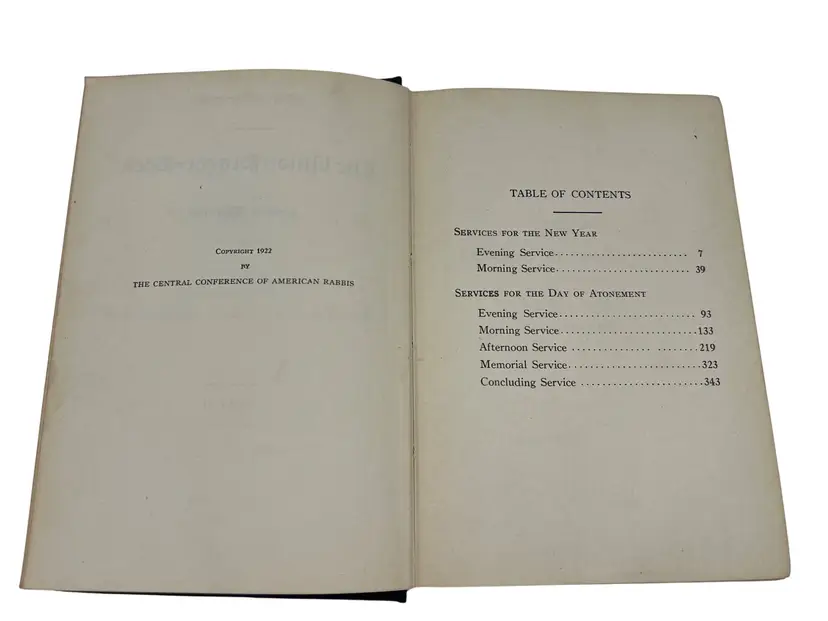 COPYRIGHT 1922
BY
THE CENTRAL CONFERENCE OF AMERICAN RABBIS
TABLE OF CONTENTS
SERVICES FOR THE NEW YEAR
Evening Service.......................... 7
Morning Service.......................... 39
SERVICES FOR THE DAY OF ATONEMENT
Evening Service.......................... 93
Morning Service..........................133
Afternoon Service ............... ........219
Memorial Service.........................323
Concluding Service .......................343